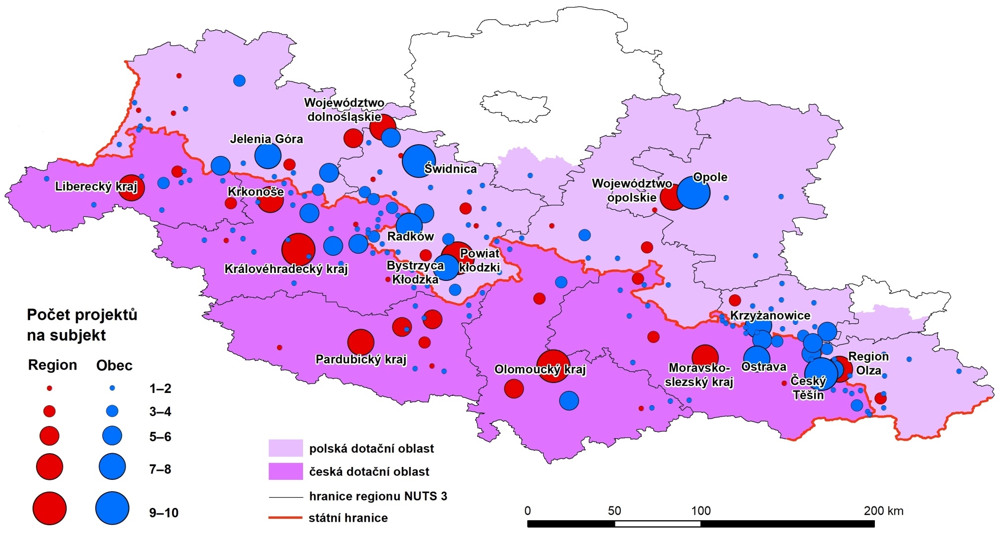 Województwo
dolnośląskie
Jelenia Góra
Świdnica
Liberecký kraj
Krkonoše
Województwo
opolskie
Opole
Radków
Powiat
kłodzki
Bystrzyca
Kłodzka
Královéhradecký kraj
Krzyżanowice
Pardubický kraj
Olomoucký kraj
Moravsko-
slezský kraj
Ostrava
Český
Těšín
Region
Olza
Počet projektů
na subjekt
Region Obec
1–2
3–4
5–6
7–8
9–10
polská dotační oblast
česká dotační oblast
hranice regionu NUTS 3
státní hranice
0 50 100 200 km